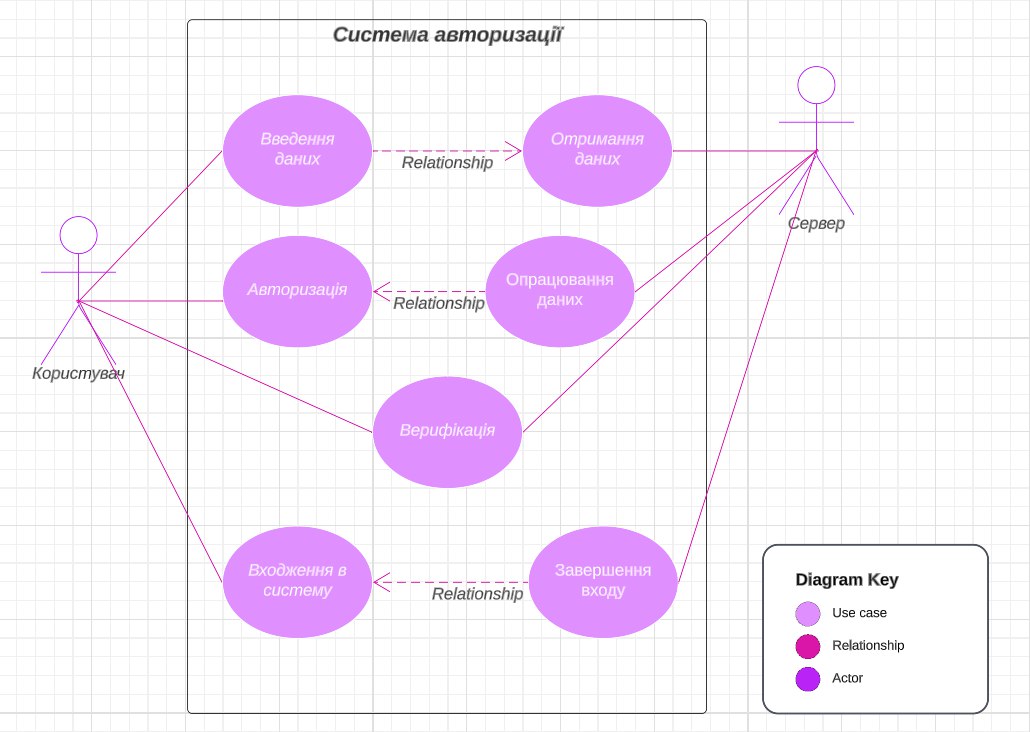 Система авторизації
Введення
даних
Relationship
Отримання
даних
Сервер
Авторизація
Relationship
Опрацювання
даних
Користувач
Верифікація
Входження в
систему
Relationship
Завершення
входу
Diagram Key
Use case
Relationship
Actor